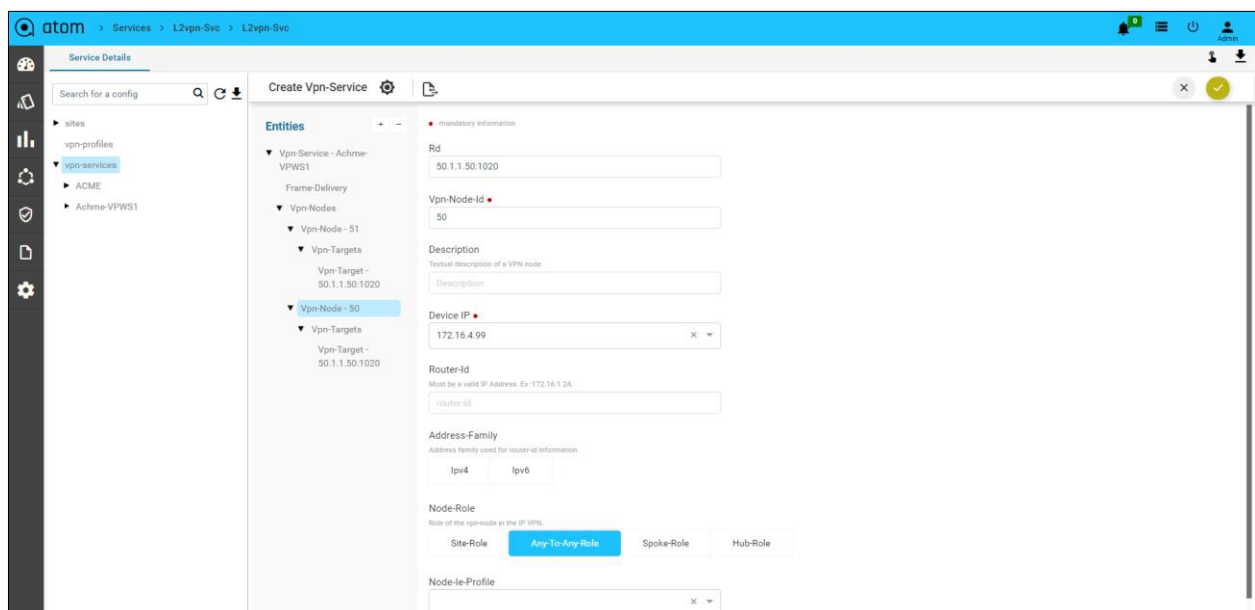 atom > Services > L2vpn-Svc > L2vpn-Svc
0
Admin
Service Details
Search for a config
sites
vpn-profiles
vpn-services
ACME
Achme-VPWS1
Create Vpn-Service
Entities + -
Vpn-Service - Achme-
VPWS1
Frame-Delivery
Vpn-Nodes
Vpn-Node - 51
Vpn-Targets
Vpn-Target -
50.1.1.50:1020
Vpn-Node - 50
Vpn-Targets
Vpn-Target -
50.1.1.50:1020
-mandatory information
Rd
50.1.1.50:1020
Vpn-Node-Id
50
Description
Textual description of a VPN node.
Description
Device IP
172.16.4.99
Router-Id
Must be a valid IP Address. Ex :172.16.1.24.
router-id
Address-Family
Address family used for router-id information.
Ipv4 Ipv6
Node-Role
Role of the vpn-node in the IP VPN.
Site-Role Any-To-Any-Role Spoke-Role Hub-Role
Node-Ie-Profile